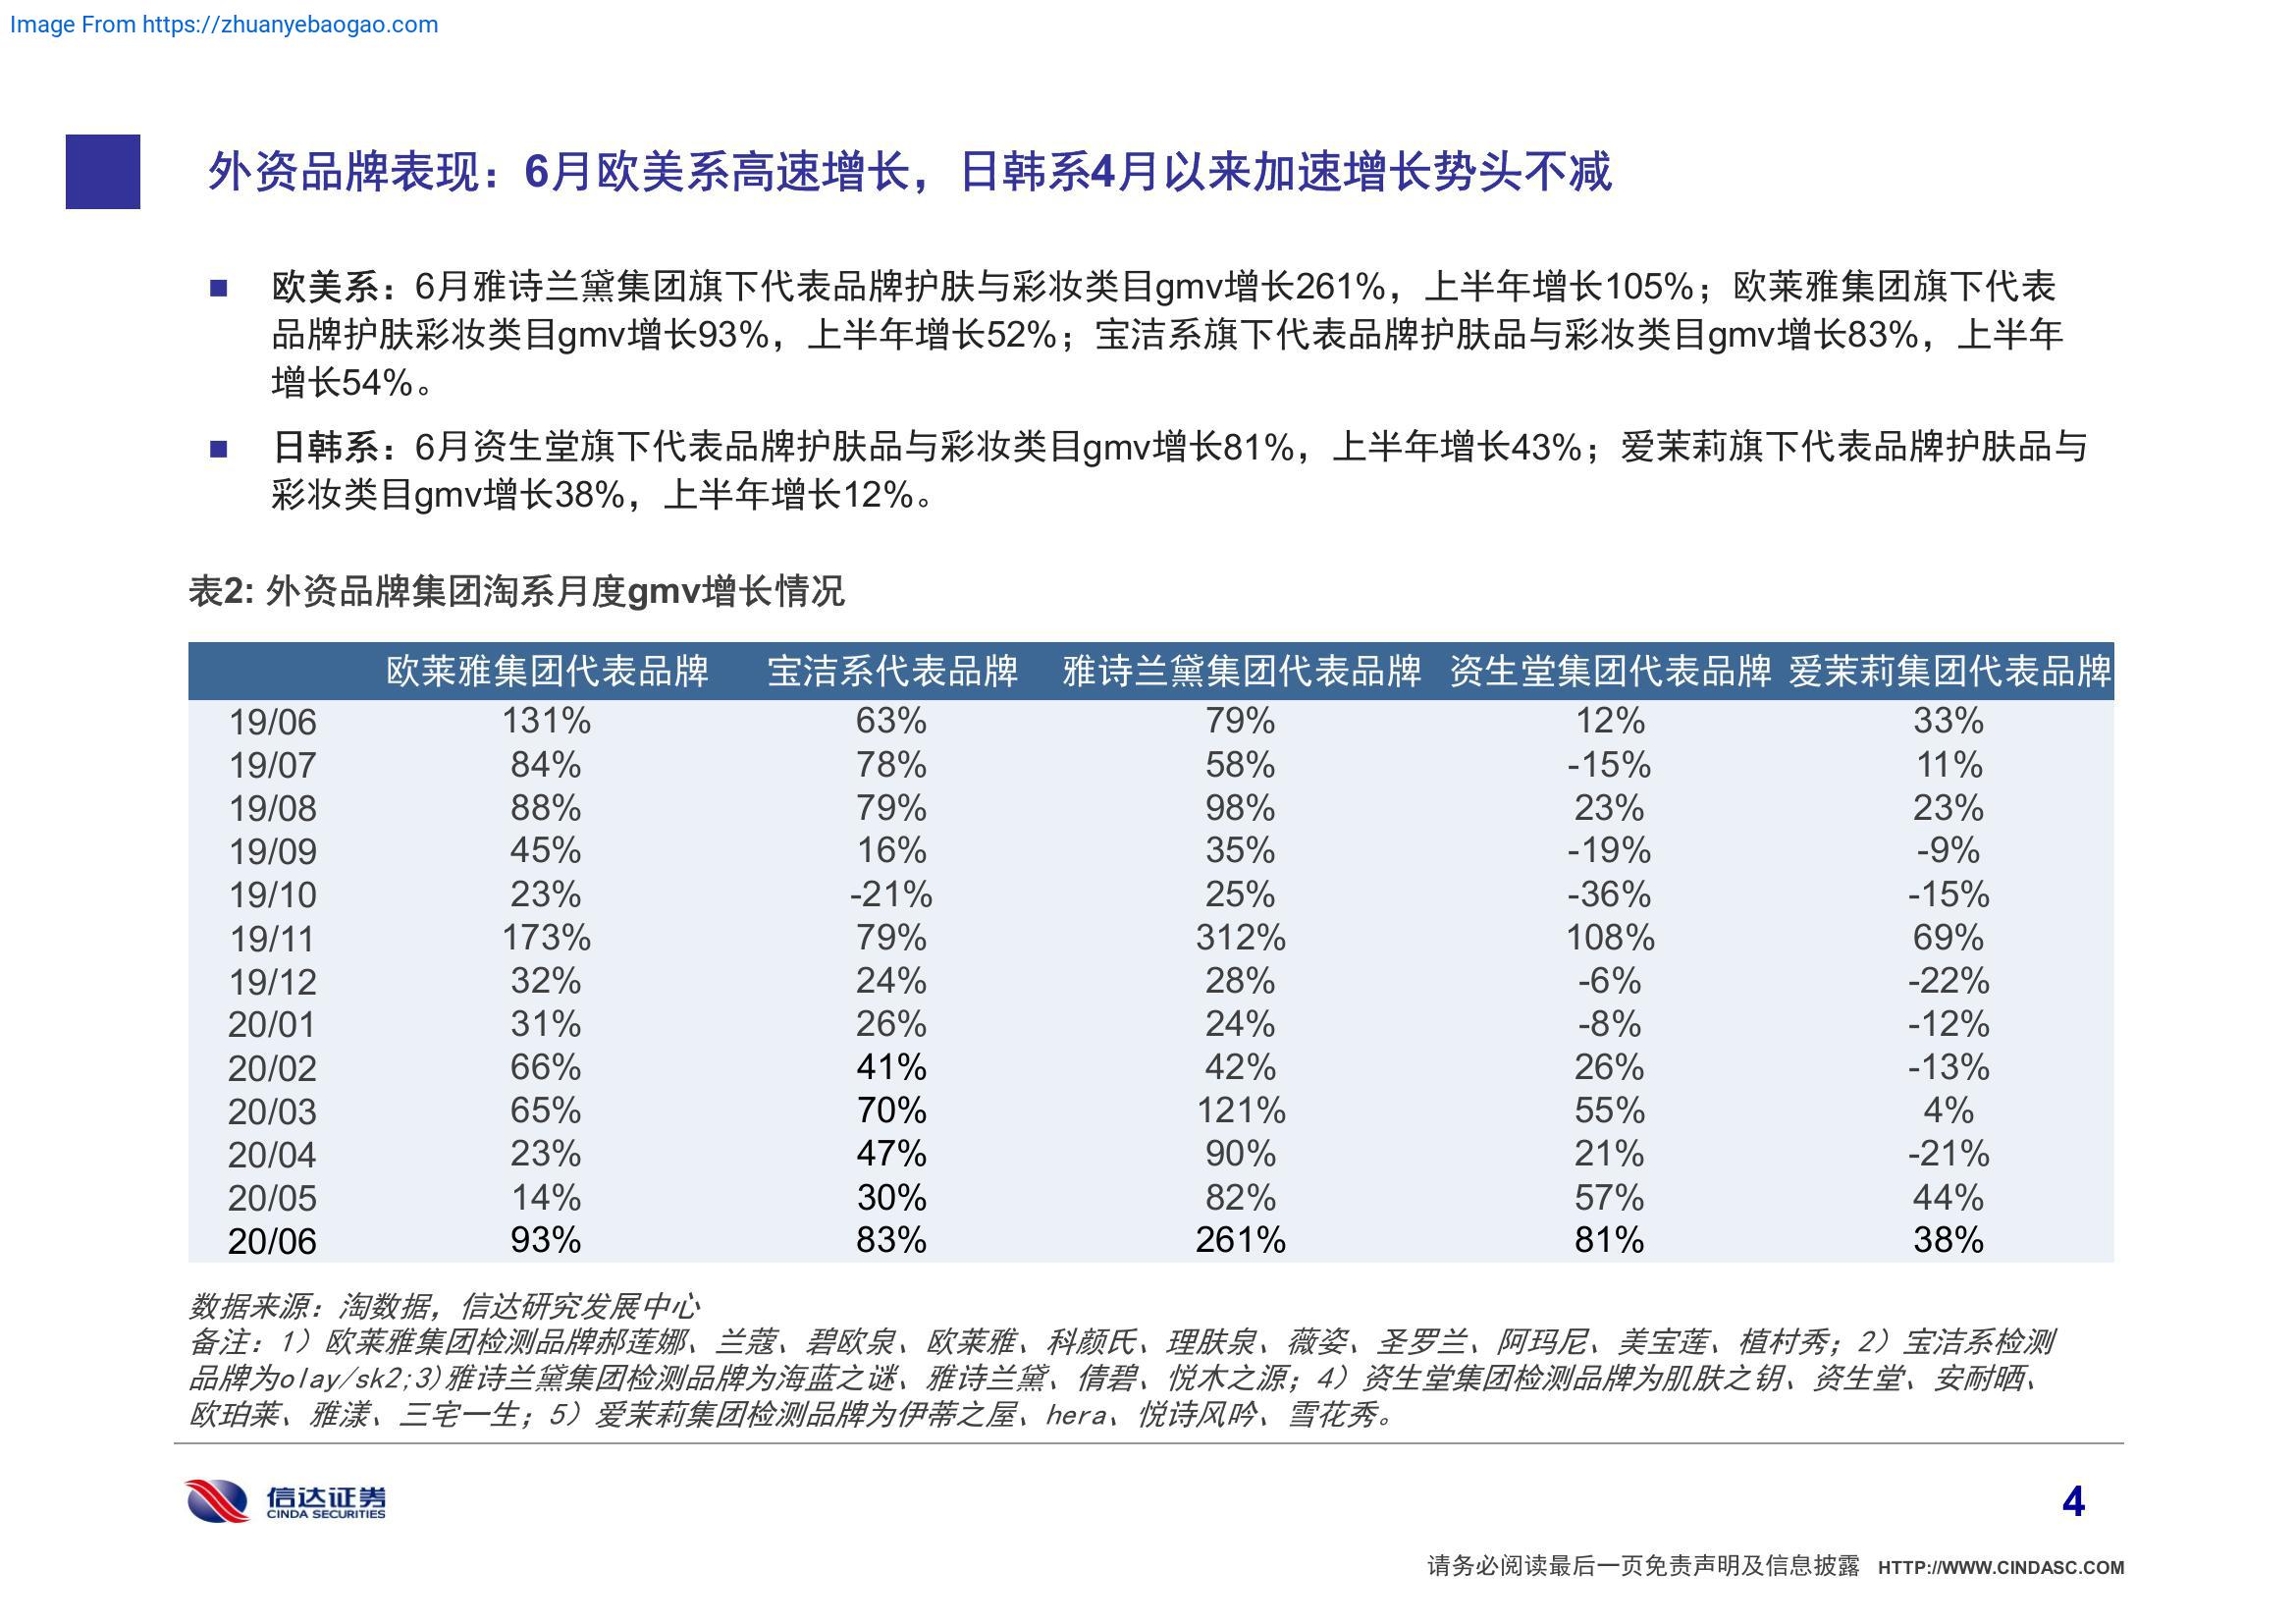 Image From https://zhuanyebaogao.com
外资品牌表现：6月欧美系高速增长，日韩系4月以来加速增长势头不减
■ 欧美系：6月雅诗兰黛集团旗下代表品牌护肤与彩妆类目gmv增长261%，上半年增长105%；欧莱雅集团旗下代表
品牌护肤彩妆类目gmv增长93%，上半年增长52%；宝洁系旗下代表品牌护肤品与彩妆类目gmv增长83%，上半年
增长54%。
■ 日韩系：6月资生堂旗下代表品牌护肤品与彩妆类目gmv增长81%，上半年增长43%；爱茉莉旗下代表品牌护肤品与
彩妆类目gmv增长38%，上半年增长12%。
表2: 外资品牌集团淘系月度gmv增长情况
欧莱雅集团代表品牌 宝洁系代表品牌 雅诗兰黛集团代表品牌 资生堂集团代表品牌 爱茉莉集团代表品牌
19/06 131% 63% 79% 12% 33%
19/07 84% 78% 58% -15% 11%
19/08 88% 79% 98% 23% 23%
19/09 45% 16% 35% -19% -9%
19/10 23% -21% 25% -36% -15%
19/11 173% 79% 312% 108% 69%
19/12 32% 24% 28% -6% -22%
20/01 31% 26% 24% -8% -12%
20/02 66% 41% 42% 26% -13%
20/03 65% 70% 121% 55% 4%
20/04 23% 47% 90% 21% -21%
20/05 14% 30% 82% 57% 44%
20/06 93% 83% 261% 81% 38%
数据来源：淘数据，信达研究发展中心
备注：1）欧莱雅集团检测品牌郝莲娜、兰蔻、碧欧泉、欧莱雅、科颜氏、理肤泉、薇姿、圣罗兰、阿玛尼、美宝莲、植村秀；2）宝洁系检测
品牌为olay/sk2;3)雅诗兰黛集团检测品牌为海蓝之谜、雅诗兰黛、倩碧、悦木之源；4）资生堂集团检测品牌为肌肤之钥、资生堂、安耐晒、
欧珀莱、雅漾、三宅一生；5）爱茉莉集团检测品牌为伊蒂之屋、hera、悦诗风吟、雪花秀。
信达证券
CINDA SECURITIES
4
请务必阅读最后一页免责声明及信息披露 HTTP://WWW.CINDASC.COM